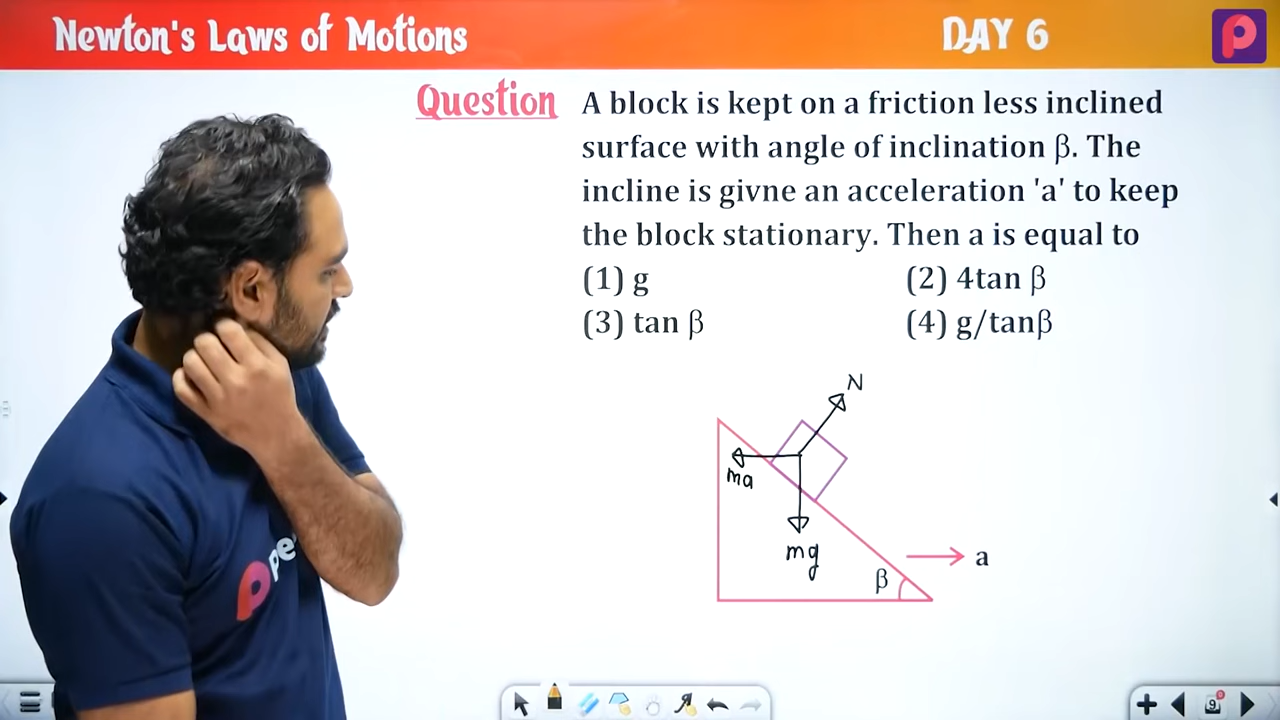 Newton's Laws of Motions
DAY 6
Question
A block is kept on a friction less inclined
surface with angle of inclination β. The
incline is givne an acceleration 'a' to keep
the block stationary. Then a is equal to
(1) g (2) 4tan β
(3) tan β (4) g/tanβ
N
ma
mg
β
a
Pe
9